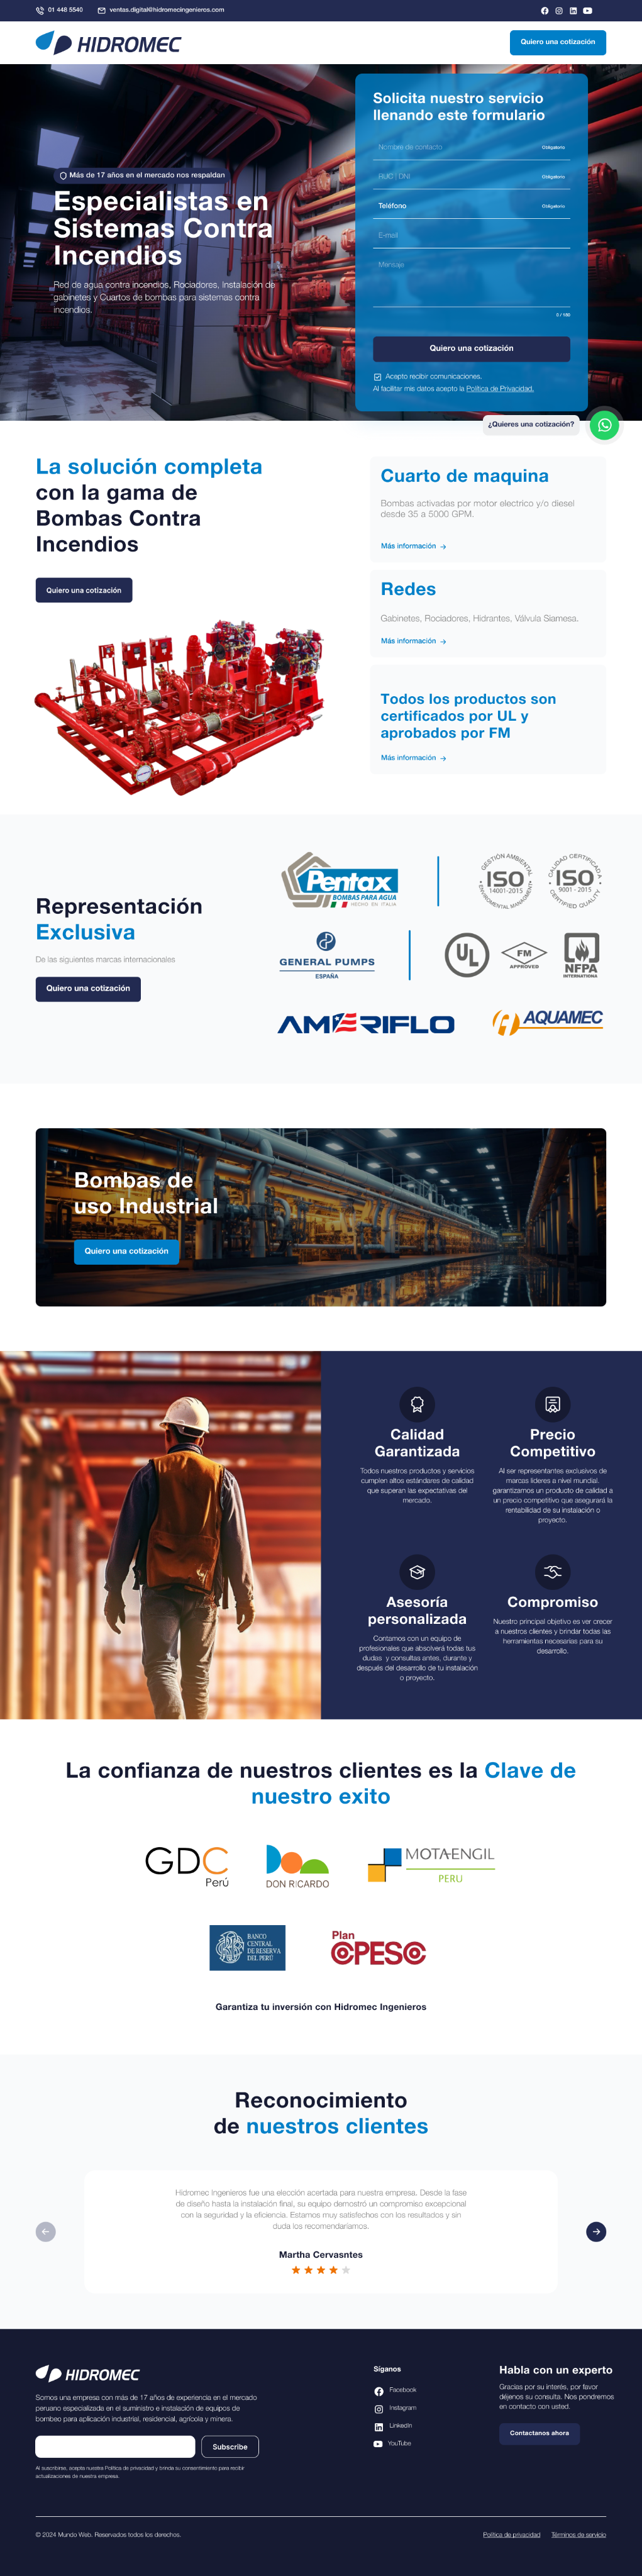 01 448 5540
ventas.digital@hidromecingenieros.com
HIDROMEC
Quiero una cotización
Más de 17 años en el mercado nos respaldan
Especialistas en
Sistemas Contra
Incendios
Red de agua contra incendios, Rociadores, Instalación de
gabinetes y Cuartos de bombas para sistemas contra
incendios.
Solicita nuestro servicio
llenando este formulario
Nombre de contacto
Obligatorio
RUC | DNI
Obligatorio
Teléfono
Obligatorio
E-mail
Mensaje
0 / 180
Quiero una cotización
Acepto recibir comunicaciones.
Al facilitar mis datos acepto la Política de Privacidad.
¿Quieres una cotización?
La solución completa
con la gama de
Bombas Contra
Incendios
Quiero una cotización
Cuarto de maquina
Bombas activadas por motor electrico y/o diesel
desde 35 a 5000 GPM.
Más información
Redes
Gabinetes, Rociadores, Hidrantes, Válvula Siamesa.
Más información
Todos los productos son
certificados por UL y
aprobados por FM
Más información
Representación
Exclusiva
De las siguientes marcas internacionales
Quiero una cotización
Pentax
BOMBAS PARA AGUA
HECHO EN ITALIA
GESTIÓN AMBIENTAL
ISO
14001-2015
ENVIROMENTAL MANAGMENT
CALIDAD CERTIFICADA
ISO
9001 - 2015
CERTIFIED QUALITY
GENERAL PUMPS
ESPAÑA
UL
FM
APPROVED
NFPA
INTERNATIONA
AMERIFLO
AQUAMEC
Bombas de
uso Industrial
Quiero una cotización
Calidad
Garantizada
Todos nuestros productos y servicios
cumplen altos estándares de calidad
que superan las expectativas del
mercado.
Precio
Competitivo
Al ser representantes exclusivos de
marcas líderes a nivel mundial.
garantizamos un producto de calidad a
un precio competitivo que asegurará la
rentabilidad de su instalación o
proyecto.
Asesoría
personalizada
Contamos con un equipo de
profesionales que absolverá todas tus
dudas y consultas antes, durante y
después del desarrollo de tu instalación
o proyecto.
Compromiso
Nuestro principal objetivo es ver crecer
a nuestros clientes y brindar todas las
herramientas necesarias para su
desarrollo.
La confianza de nuestros clientes es la Clave de
nuestro exito
GDC
Perú
DON RICARDO
MOTA-ENGIL
PERU
BANCO
CENTRAL
DE RESERVA
DEL PERÚ
Plan
COPESCO
Garantiza tu inversión con Hidromec Ingenieros
Reconocimiento
de nuestros clientes
Hidromec Ingenieros fue una elección acertada para nuestra empresa. Desde la fase
de diseño hasta la instalación final, su equipo demostró un compromiso excepcional
con la seguridad y la eficiencia. Estamos muy satisfechos con los resultados y sin
duda los recomendaríamos.
Martha Cervasntes
HIDROMEC
Somos una empresa con más de 17 años de experiencia en el mercado
peruano especializada en el suministro e instalación de equipos de
bombeo para aplicación industrial, residencial, agrícola y minera.
Subscribe
Al suscribirse, acepta nuestra Política de privacidad y brinda su consentimiento para recibir
actualizaciones de nuestra empresa.
Síganos
Facebook
Instagram
LinkedIn
YouTube
Habla con un experto
Gracias por su interés, por favor
déjenos su consulta. Nos pondremos
en contacto con usted.
Contactanos ahora
© 2024 Mundo Web. Reservados todos los derechos.
Política de privacidad
Términos de servicio